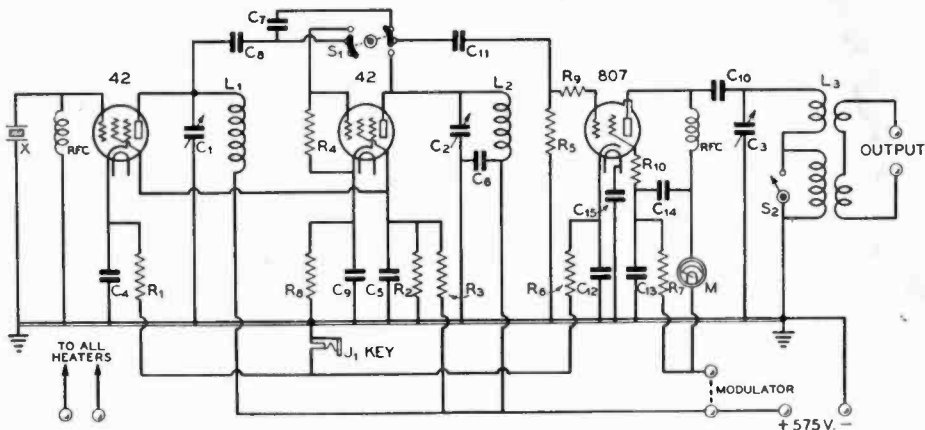 C7
C8
S1
C11
42
L1
42
L2
R9
807
C10
L3
X
RFC
C1
R4
C2
C6
R5
R10
RFC
C3
OUTPUT
C15
C14
S2
C4
R1
R8
C9
C5
R2
R3
R6
C12
C13
R7
M
TO ALL
HEATERS
J1 KEY
MODULATOR
+ 575 V. -